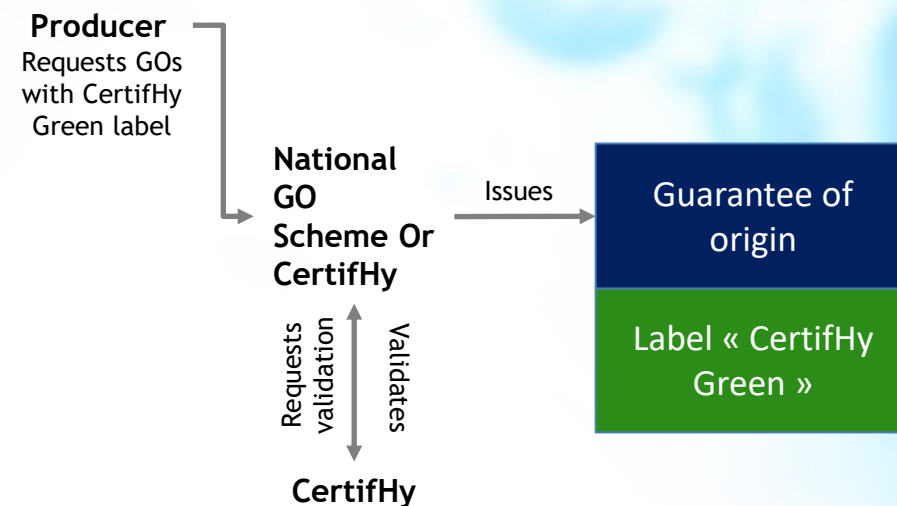 Producer
Requests GOs
with CertifHy
Green label
National
GO
Scheme Or
CertifHy
Issues
Guarantee of
origin
Label « CertifHy
Green »
Requests
validation
Validates
CertifHy